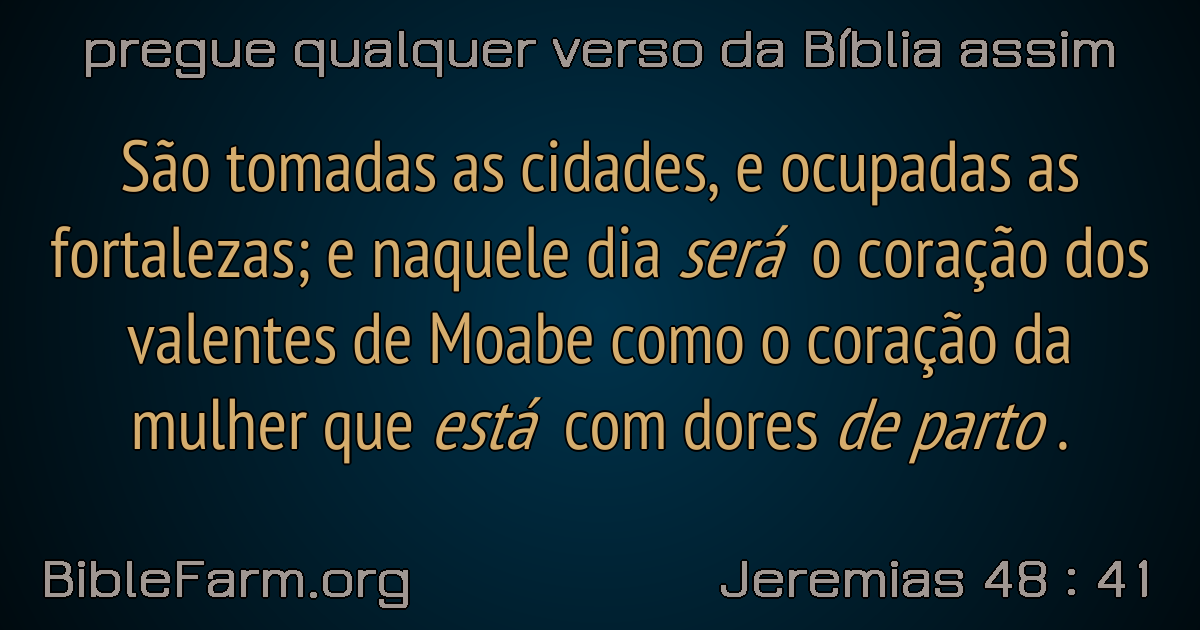 pregue qualquer verso da Bíblia assim
São tomadas as cidades, e ocupadas as
fortalezas; e naquele dia será o coração dos
valentes de Moabe como o coração da
mulher que está com dores de parto .
BibleFarm.org
Jeremias 48 : 41